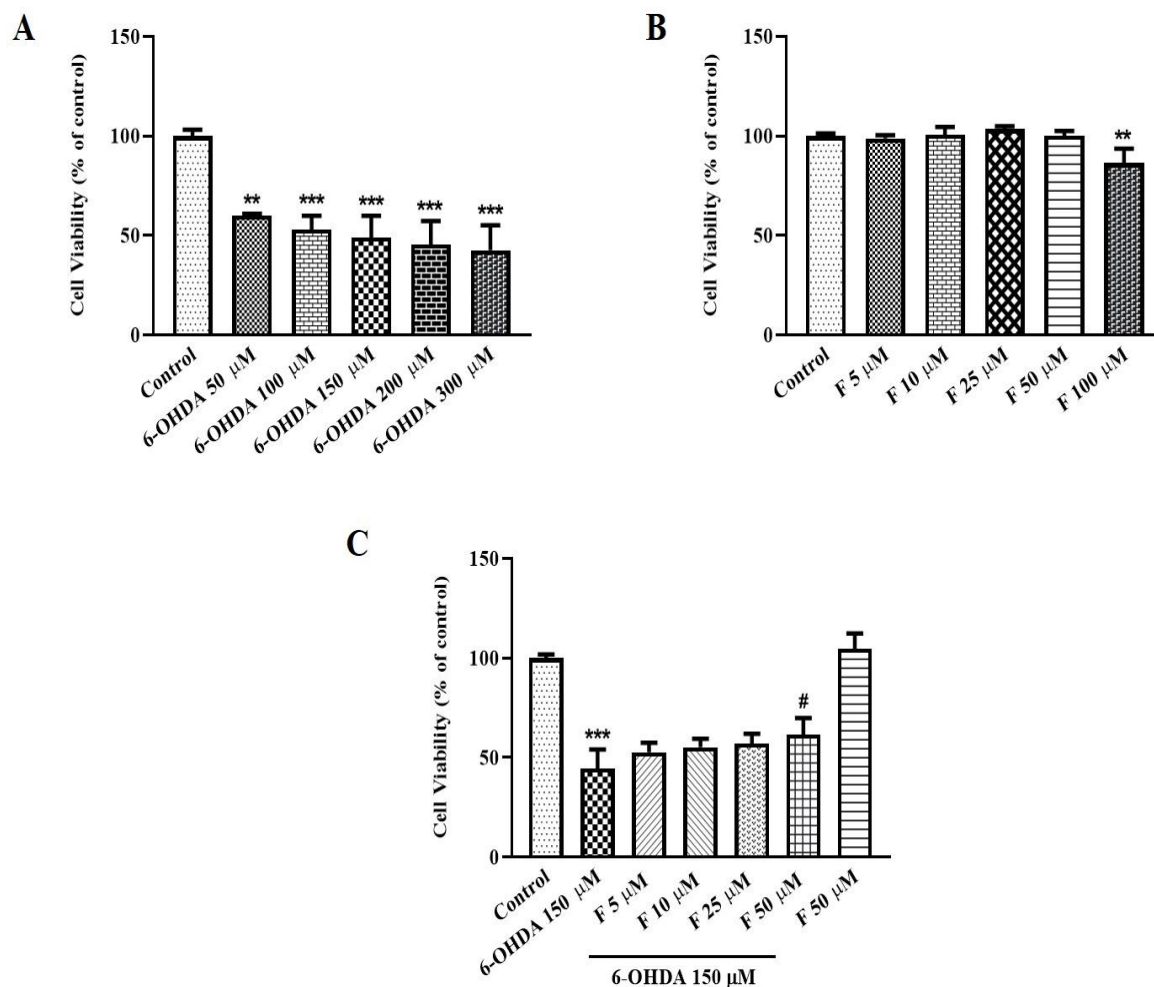 A
Cell Viability (% of control)
150
100
50
0
**
***
***
***
***
Control
6-OHDA 50 µM
6-OHDA 100 µM
6-OHDA 150 µM
6-OHDA 200 µM
6-OHDA 300 µM
B
Cell Viability (% of control)
150
100
50
0
**
Control
F 5 µM
F 10 µM
F 25 µM
F 50 µM
F 100 µM
C
Cell Viability (% of control)
150
100
50
0
***
#
Control
6-OHDA 150 µM
F 5 µM
F 10 µM
F 25 µM
F 50 µM
F 50 µM
6-OHDA 150 µM